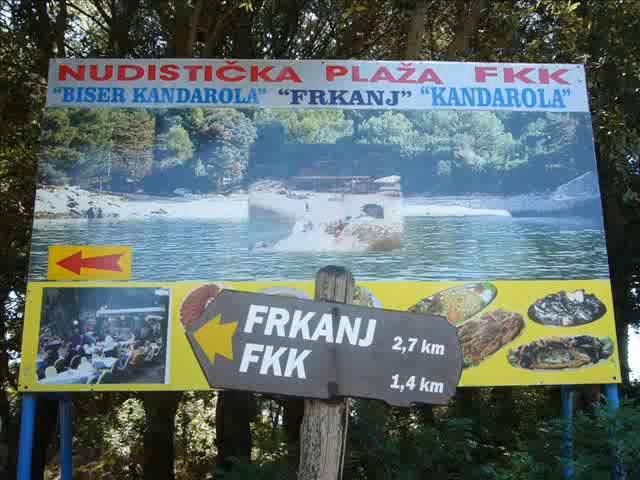 NUDISTIČKA PLAŽA FKK
"BISER KANDAROLA" "FRKANJ" "KANDAROLA"
FRKANJ 2,7 km
FKK 1,4 km